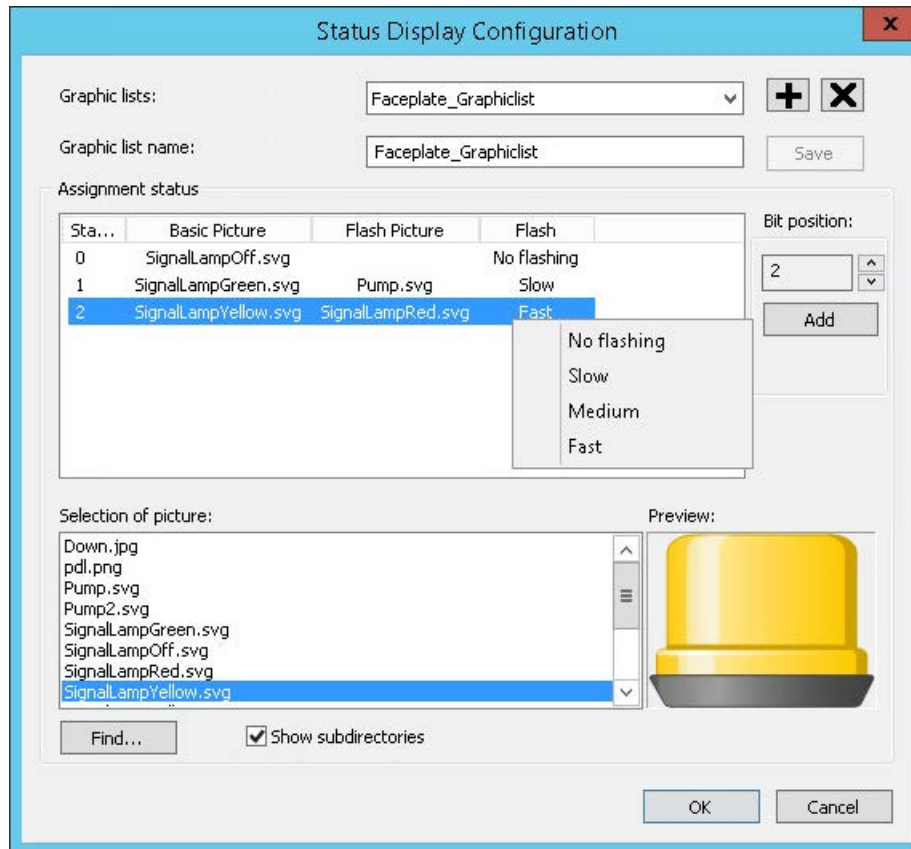 Status Display Configuration
x
Graphic lists:
Faceplate_Graphiclist
Graphic list name:
Faceplate_Graphiclist
Save
Assignment status
Sta... Basic Picture Flash Picture Flash
0 SignalLampOff.svg No flashing
1 SignalLampGreen.svg Pump.svg Slow
2 SignalLampYellow.svg SignalLampRed.svg Fast
Bit position:
2
Add
No flashing
Slow
Medium
Fast
Selection of picture:
Down.jpg
pdl.png
Pump.svg
Pump2.svg
SignalLampGreen.svg
SignalLampOff.svg
SignalLampRed.svg
SignalLampYellow.svg
Preview:
Find...
Show subdirectories
OK
Cancel